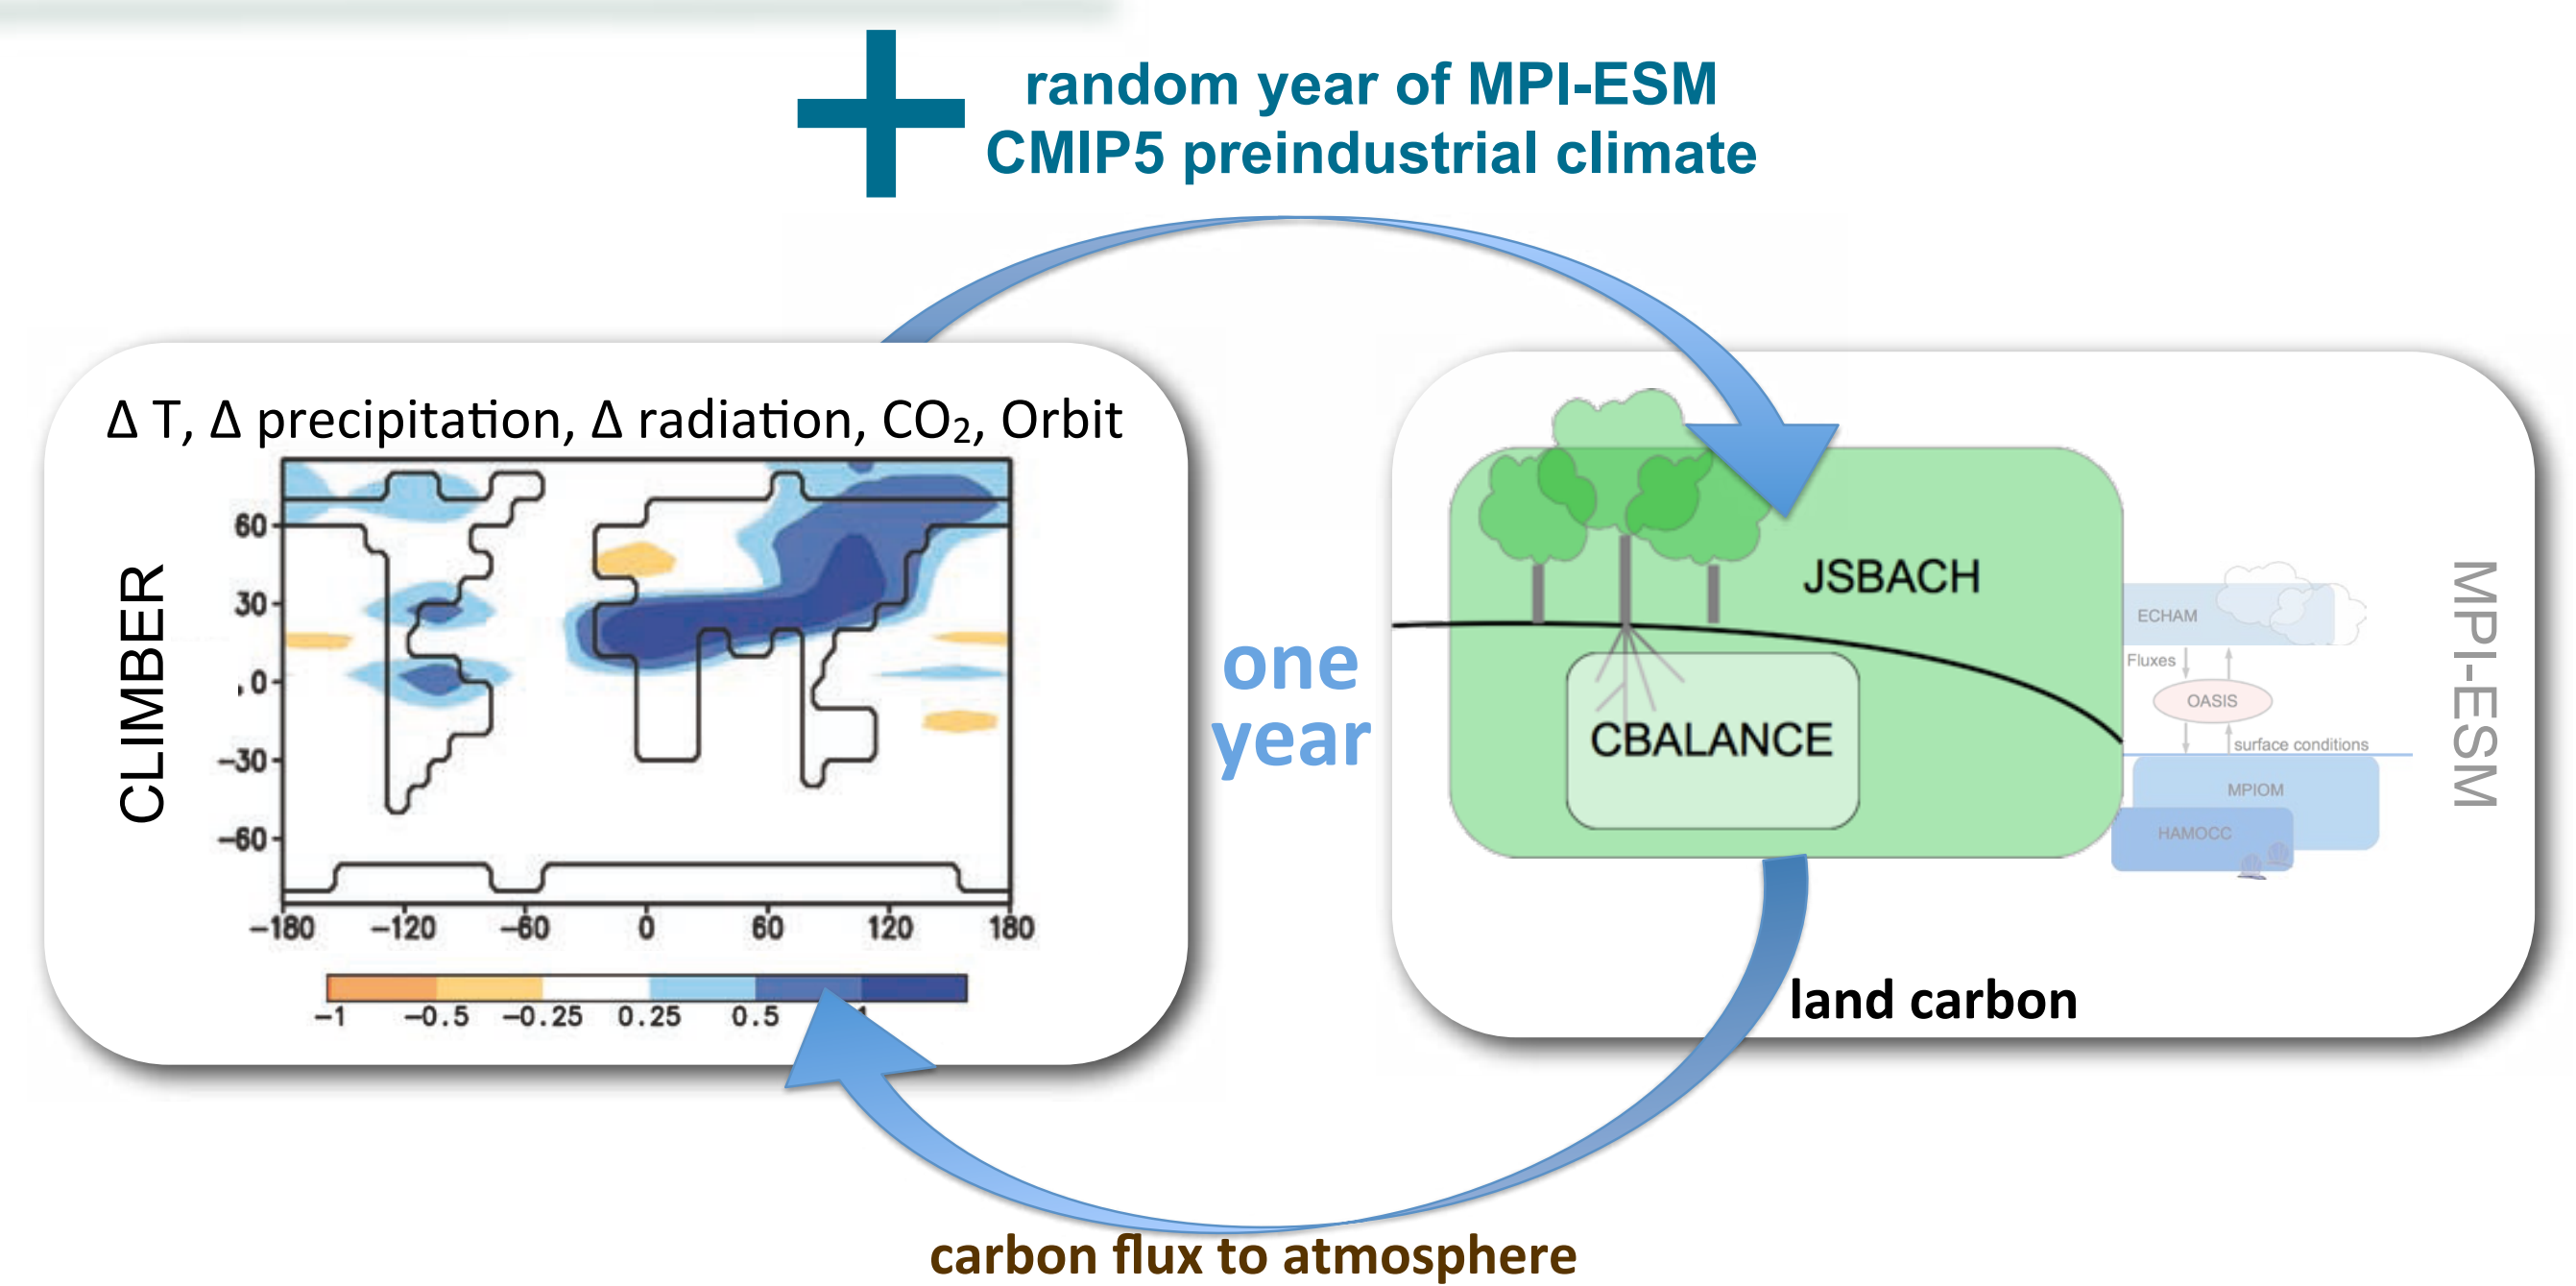 random year of MPI-ESM
CMIP5 preindustrial climate
Δ T, Δ precipitation, Δ radiation, CO₂, Orbit
CLIMBER
60
30
0
−30
−60
−180 −120 −60 0 60 120 180
−1 −0.5 −0.25 0.25 0.5 1
one
year
JSBACH
CBALANCE
ECHAM
Fluxes
OASIS
surface conditions
MPIOM
HAMOCC
MPI-ESM
land carbon
carbon flux to atmosphere